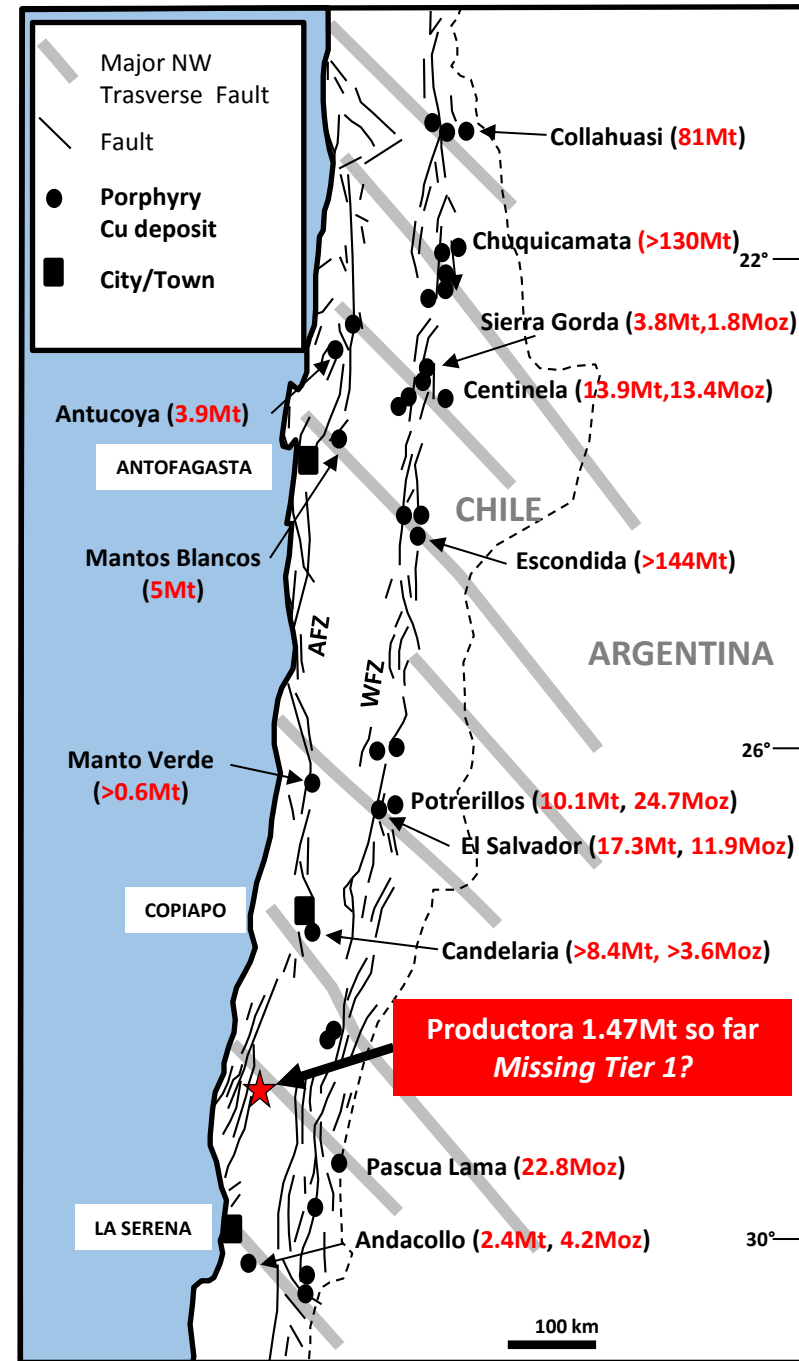 Major NW
Trasverse Fault
Fault
Porphyry
Cu deposit
City/Town
Collahuasi (81Mt)
Chuquicamata (>130Mt)
22°
Sierra Gorda (3.8Mt,1.8Moz)
Centinela (13.9Mt,13.4Moz)
Antucoya (3.9Mt)
ANTOFAGASTA
CHILE
Mantos Blancos
(5Mt)
Escondida (>144Mt)
AFZ
WFZ
ARGENTINA
26°
Manto Verde
(>0.6Mt)
Potrerillos (10.1Mt, 24.7Moz)
El Salvador (17.3Mt, 11.9Moz)
COPIAPO
Candelaria (>8.4Mt, >3.6Moz)
Productora 1.47Mt so far
Missing Tier 1?
Pascua Lama (22.8Moz)
LA SERENA
Andacollo (2.4Mt, 4.2Moz)
30°
100 km